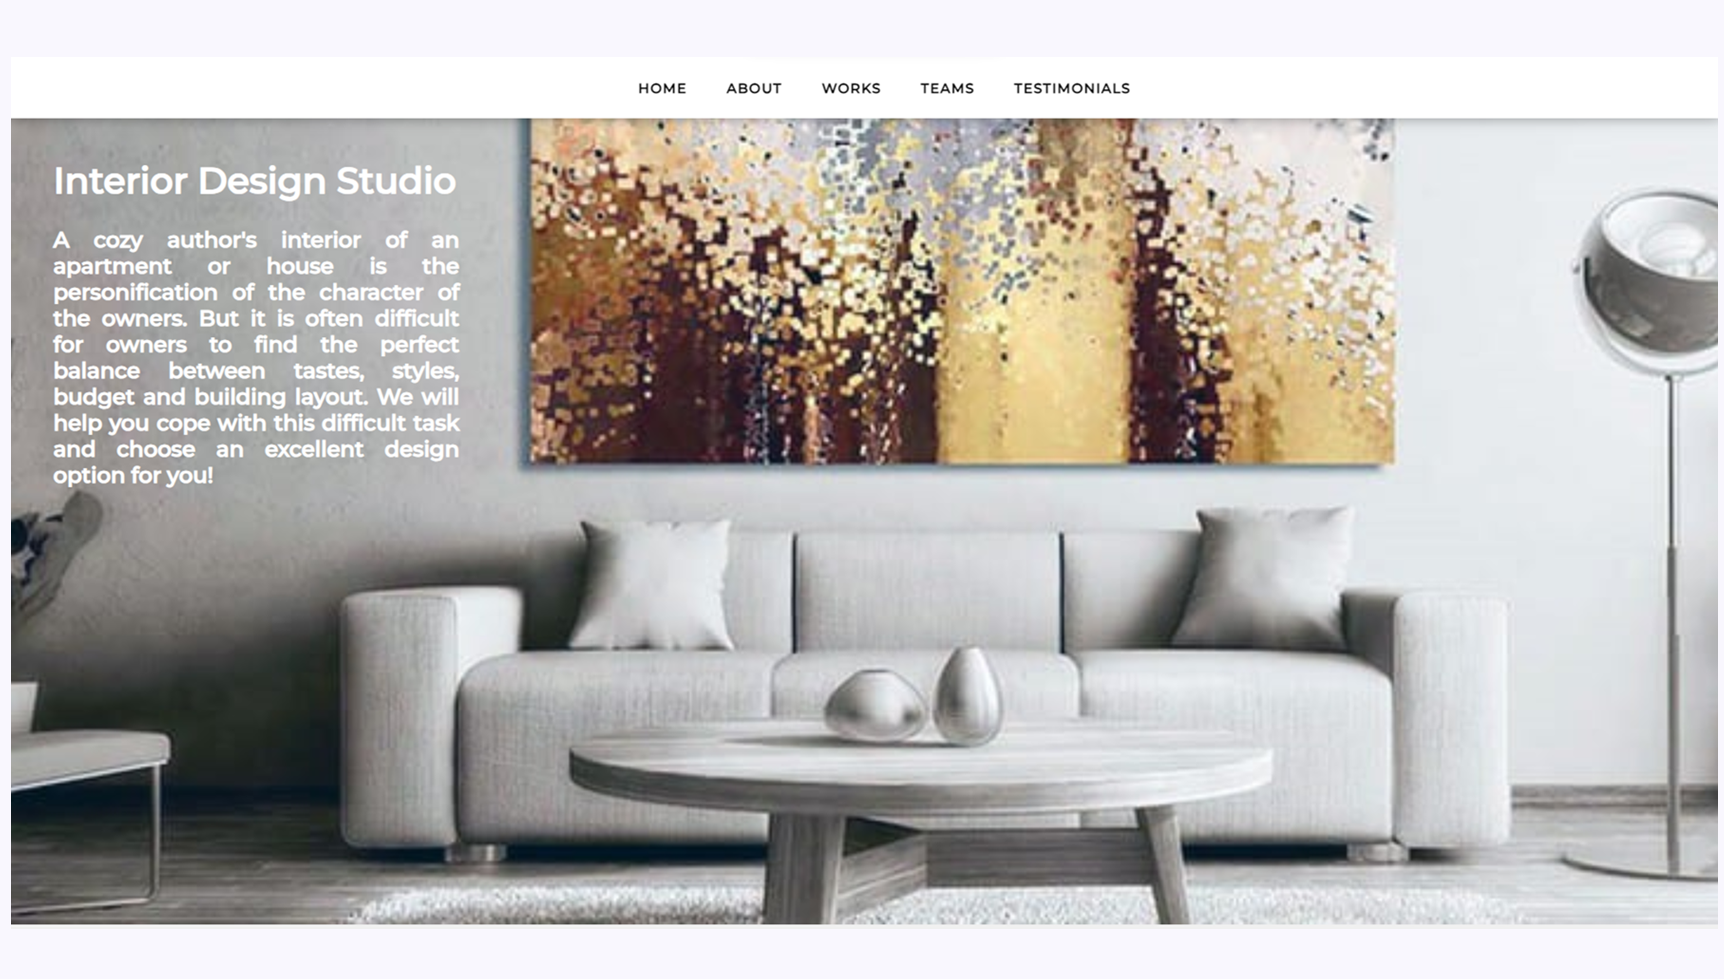 HOME ABOUT WORKS TEAMS TESTIMONIALS
Interior Design Studio
A cozy author's interior of an
apartment or house is the
personification of the character of
the owners. But it is often difficult
for owners to find the perfect
balance between tastes, styles,
budget and building layout. We will
help you cope with this difficult task
and choose an excellent design
option for you!